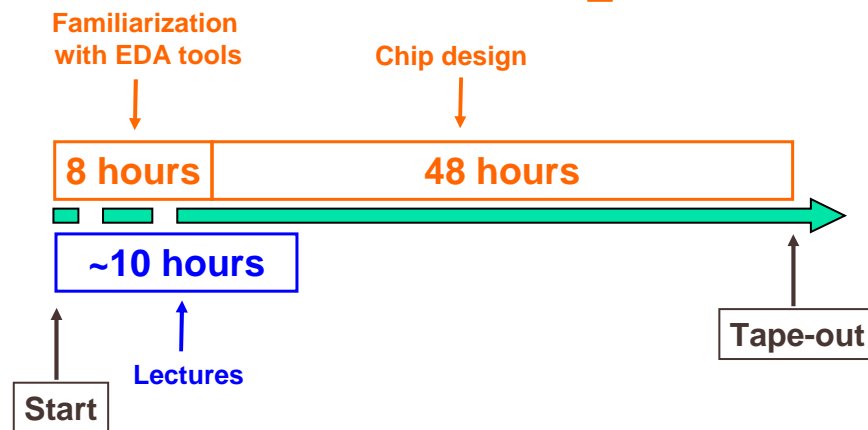 Familiarization
with EDA tools
Chip design
8 hours
48 hours
~10 hours
Lectures
Start
Tape-out